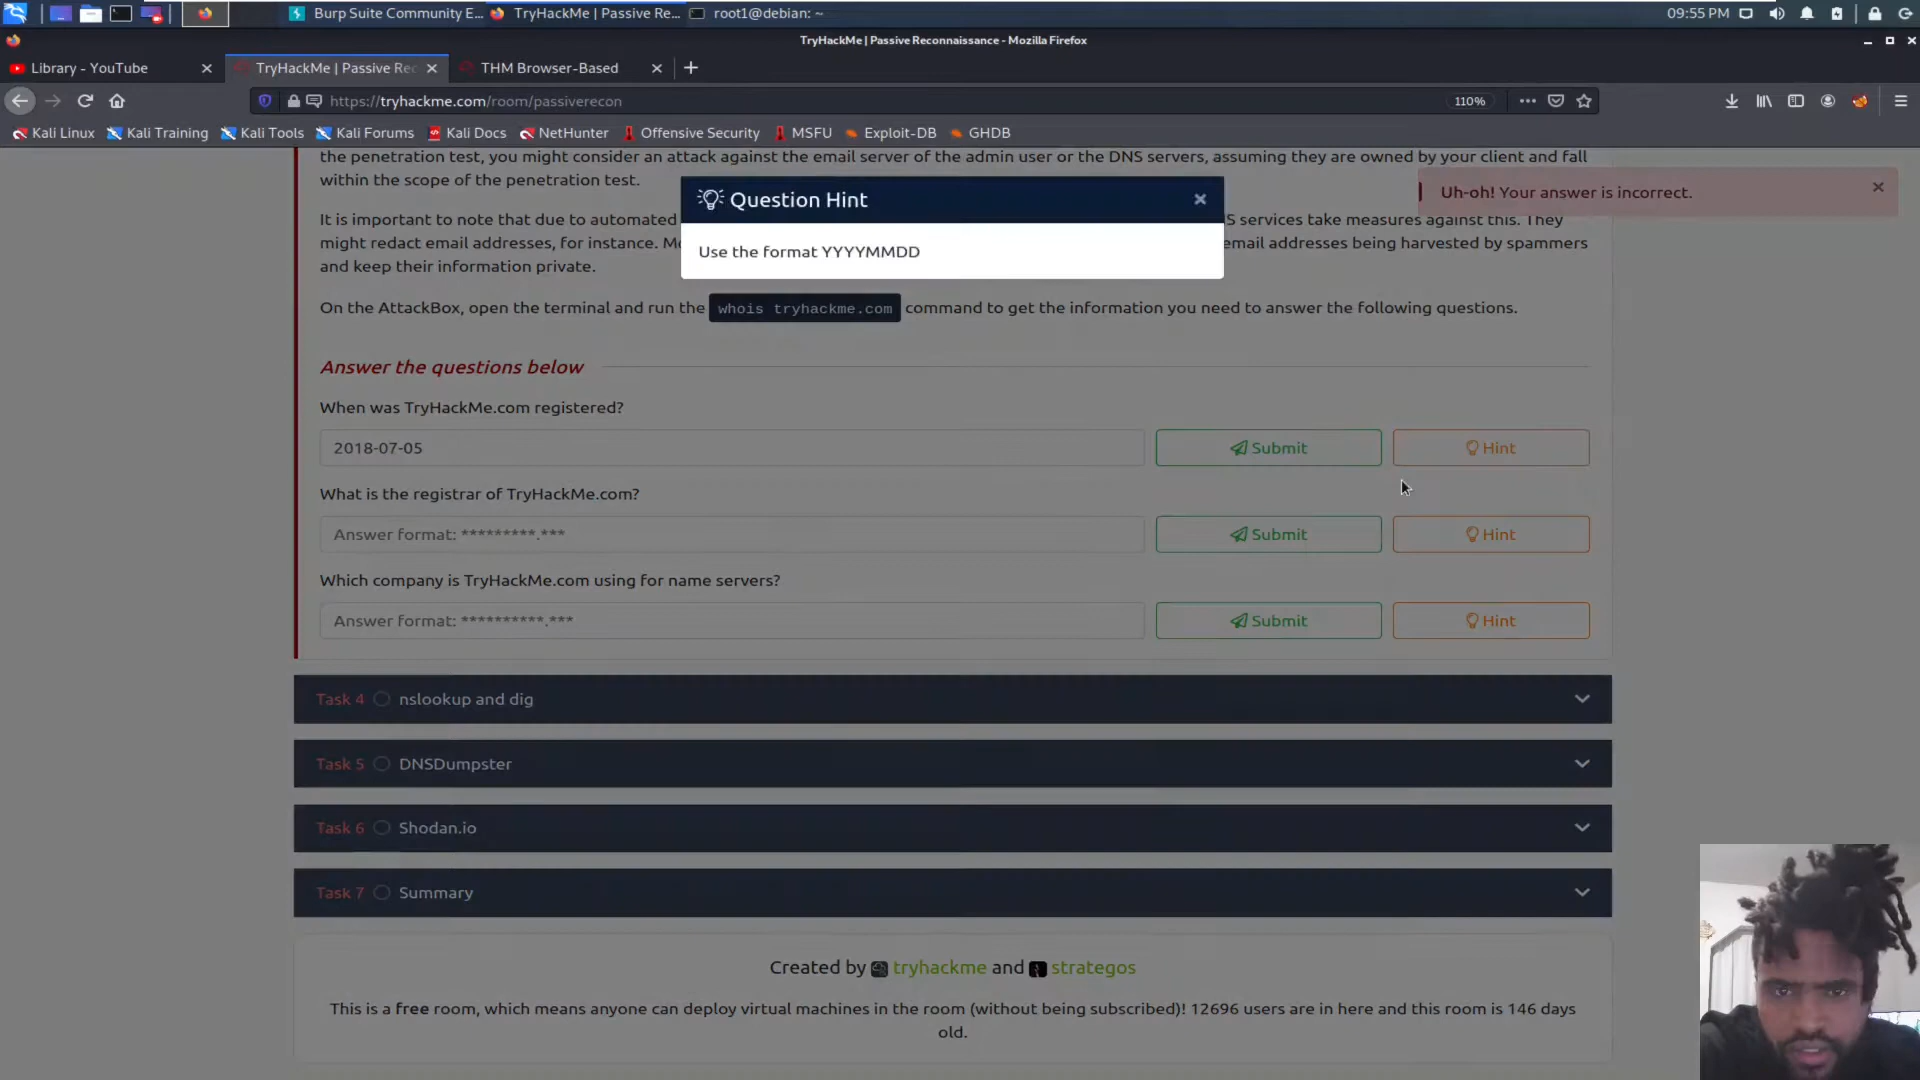 Burp Suite Community E...
TryHackMe | Passive Re...
root1@debian: ~
09:55 PM
TryHackMe | Passive Reconnaissance - Mozilla Firefox
Library - YouTube
TryHackMe | Passive Rec
THM Browser-Based
https://tryhackme.com/room/passiverecon
110%
Kali Linux
Kali Training
Kali Tools
Kali Forums
Kali Docs
NetHunter
Offensive Security
MSFU
Exploit-DB
GHDB
the penetration test, you might consider an attack against the email server of the admin user or the DNS servers, assuming they are owned by your client and fall
within the scope of the penetration test.
Question Hint
Uh-oh! Your answer is incorrect.
It is important to note that due to automated
S services take measures against this. They
might redact email addresses, for instance.
email addresses being harvested by spammers
and keep their information private.
Use the format YYYYMMDD
On the AttackBox, open the terminal and run the whois tryhackme.com command to get the information you need to answer the following questions.
Answer the questions below
When was TryHackMe.com registered?
2018-07-05
Submit
Hint
What is the registrar of TryHackMe.com?
Answer format: *********.***
Submit
Hint
Which company is TryHackMe.com using for name servers?
Answer format: **********.***
Submit
Hint
Task 4 nslookup and dig
Task 5 DNSDumpster
Task 6 Shodan.io
Task 7 Summary
Created by tryhackme and strategos
This is a free room, which means anyone can deploy virtual machines in the room (without being subscribed)! 12696 users are in here and this room is 146 days
old.